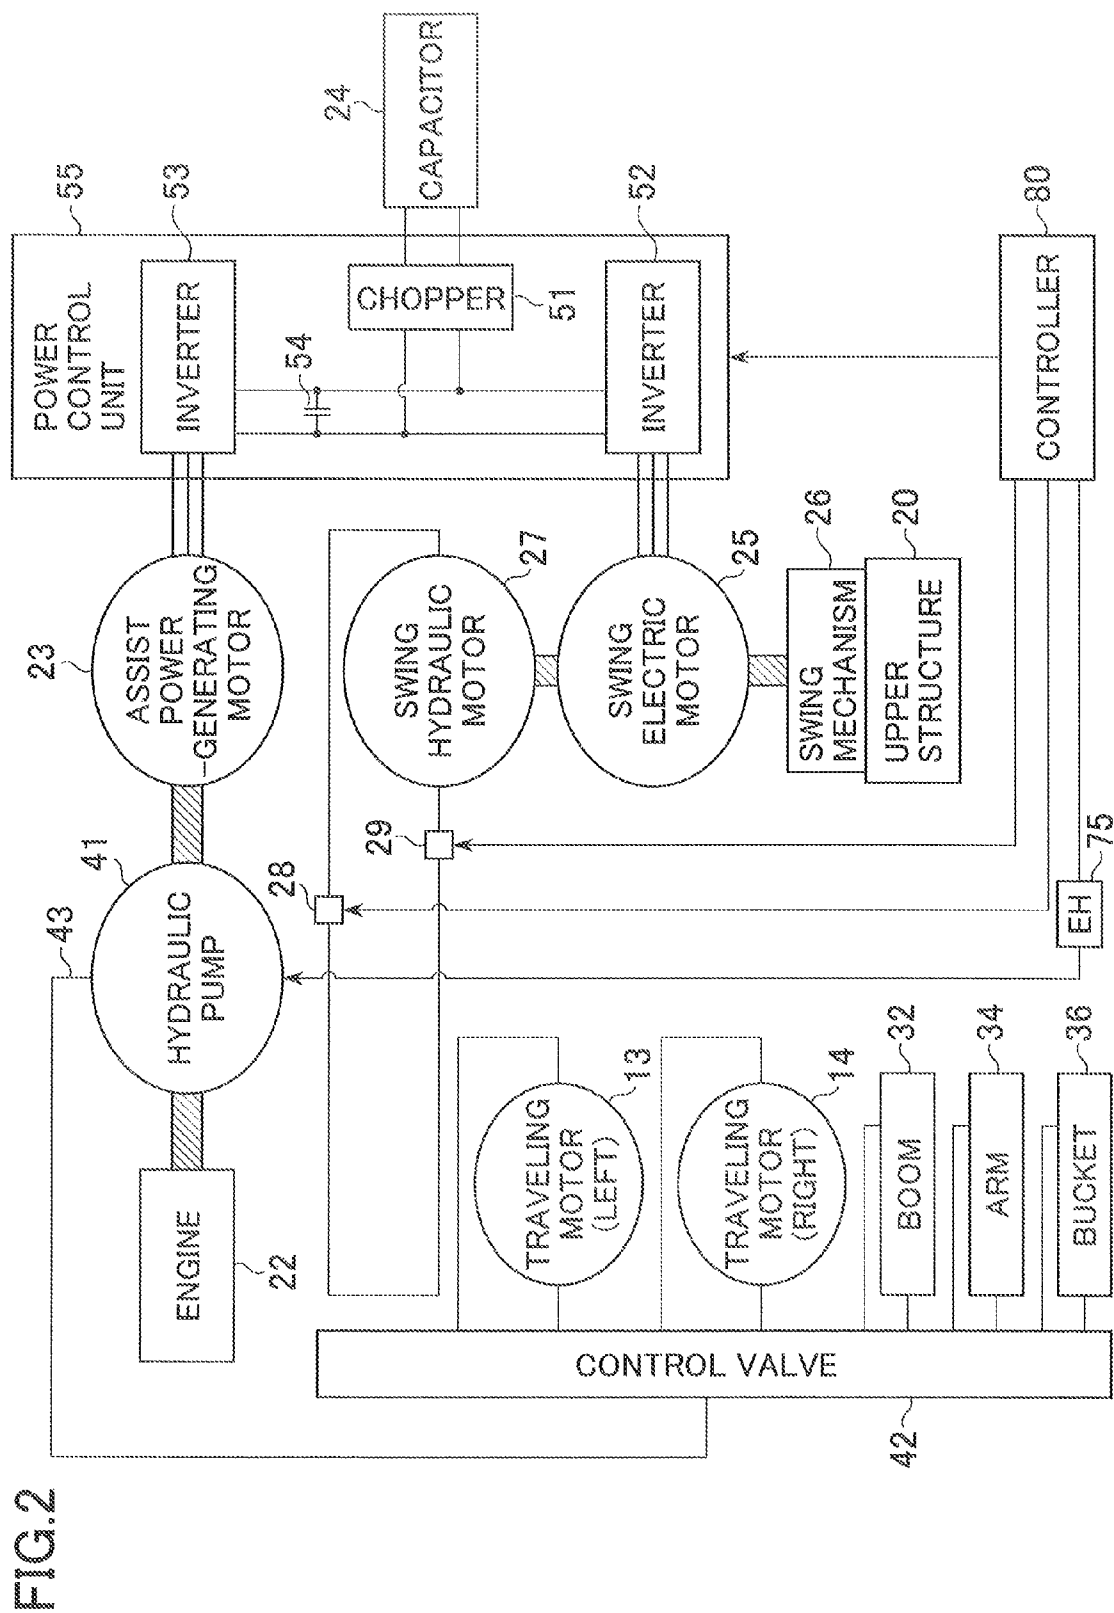 FIG.2
43
41
23
55
53
24
ENGINE
22
HYDRAULIC
PUMP
ASSIST
POWER
GENERATING
MOTOR
POWER
CONTROL
UNIT
INVERTER
54
CHOPPER
51
CAPACITOR
28
29
SWING
HYDRAULIC
MOTOR
27
SWING
ELECTRIC
MOTOR
25
INVERTER
52
SWING
MECHANISM
26
UPPER
STRUCTURE
20
TRAVELING
MOTOR
(LEFT)
13
TRAVELING
MOTOR
(RIGHT)
14
BOOM
32
ARM
34
BUCKET
36
CONTROL VALVE
42
EH
75
CONTROLLER
80